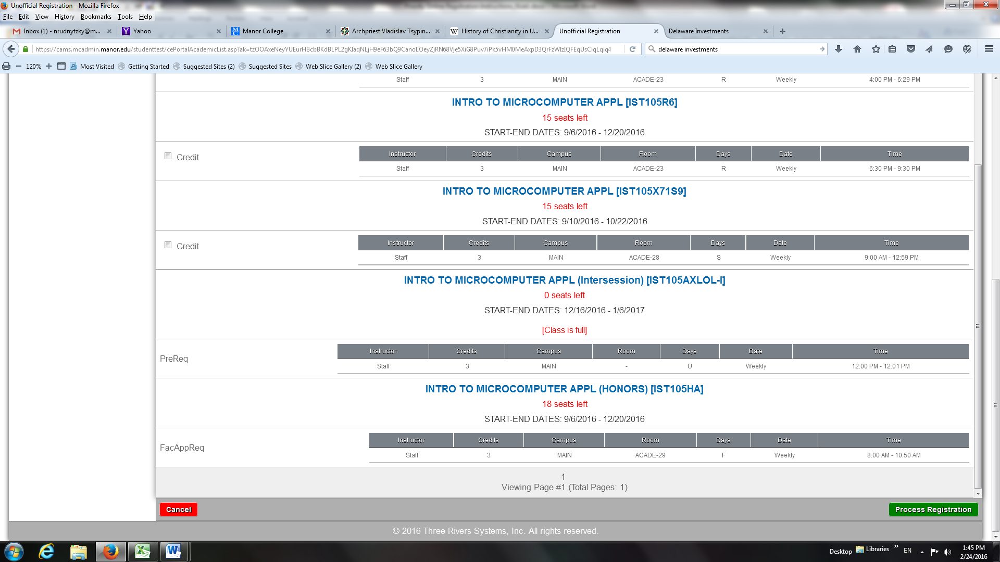 Unofficial Registration - Mozilla Firefox
File Edit View History Bookmarks Tools Help
Inbox (1) - nrudnytzky@m... Yahoo Manor College Archpriest Vladislav Tsypin... History of Christianity in U... Unofficial Registration Delaware Investments
delaware investments
120% Most Visited Getting Started Suggested Sites (2) Suggested Sites Web Slice Gallery (2) Web Slice Gallery
Staff 3 MAIN ACADE-23 R Weekly 4:00 PM - 6:29 PM
INTRO TO MICROCOMPUTER APPL [IST105R6]
15 seats left
START-END DATES: 9/6/2016 - 12/20/2016
Credit
Instructor Credits Campus Room Days Date Time
Staff 3 MAIN ACADE-23 R Weekly 6:30 PM - 9:30 PM
INTRO TO MICROCOMPUTER APPL [IST105X71S9]
15 seats left
START-END DATES: 9/10/2016 - 10/22/2016
Credit
Instructor Credits Campus Room Days Date Time
Staff 3 MAIN ACADE-28 S Weekly 9:00 AM - 12:59 PM
INTRO TO MICROCOMPUTER APPL (Intersession) [IST105AXLOL-I]
0 seats left
START-END DATES: 12/16/2016 - 1/6/2017
[Class is full]
PreReq
Instructor Credits Campus Room Days Date Time
Staff 3 MAIN - U Weekly 12:00 PM - 12:01 PM
INTRO TO MICROCOMPUTER APPL (HONORS) [IST105HA]
18 seats left
START-END DATES: 9/6/2016 - 12/20/2016
FacAppReq
Instructor Credits Campus Room Days Date Time
Staff 3 MAIN ACADE-29 F Weekly 8:00 AM - 10:50 AM
1
Viewing Page #1 (Total Pages: 1)
Cancel Process Registration
© 2016 Three Rivers Systems, Inc. All rights reserved.
Desktop Libraries » EN 1:45 PM
2/24/2016